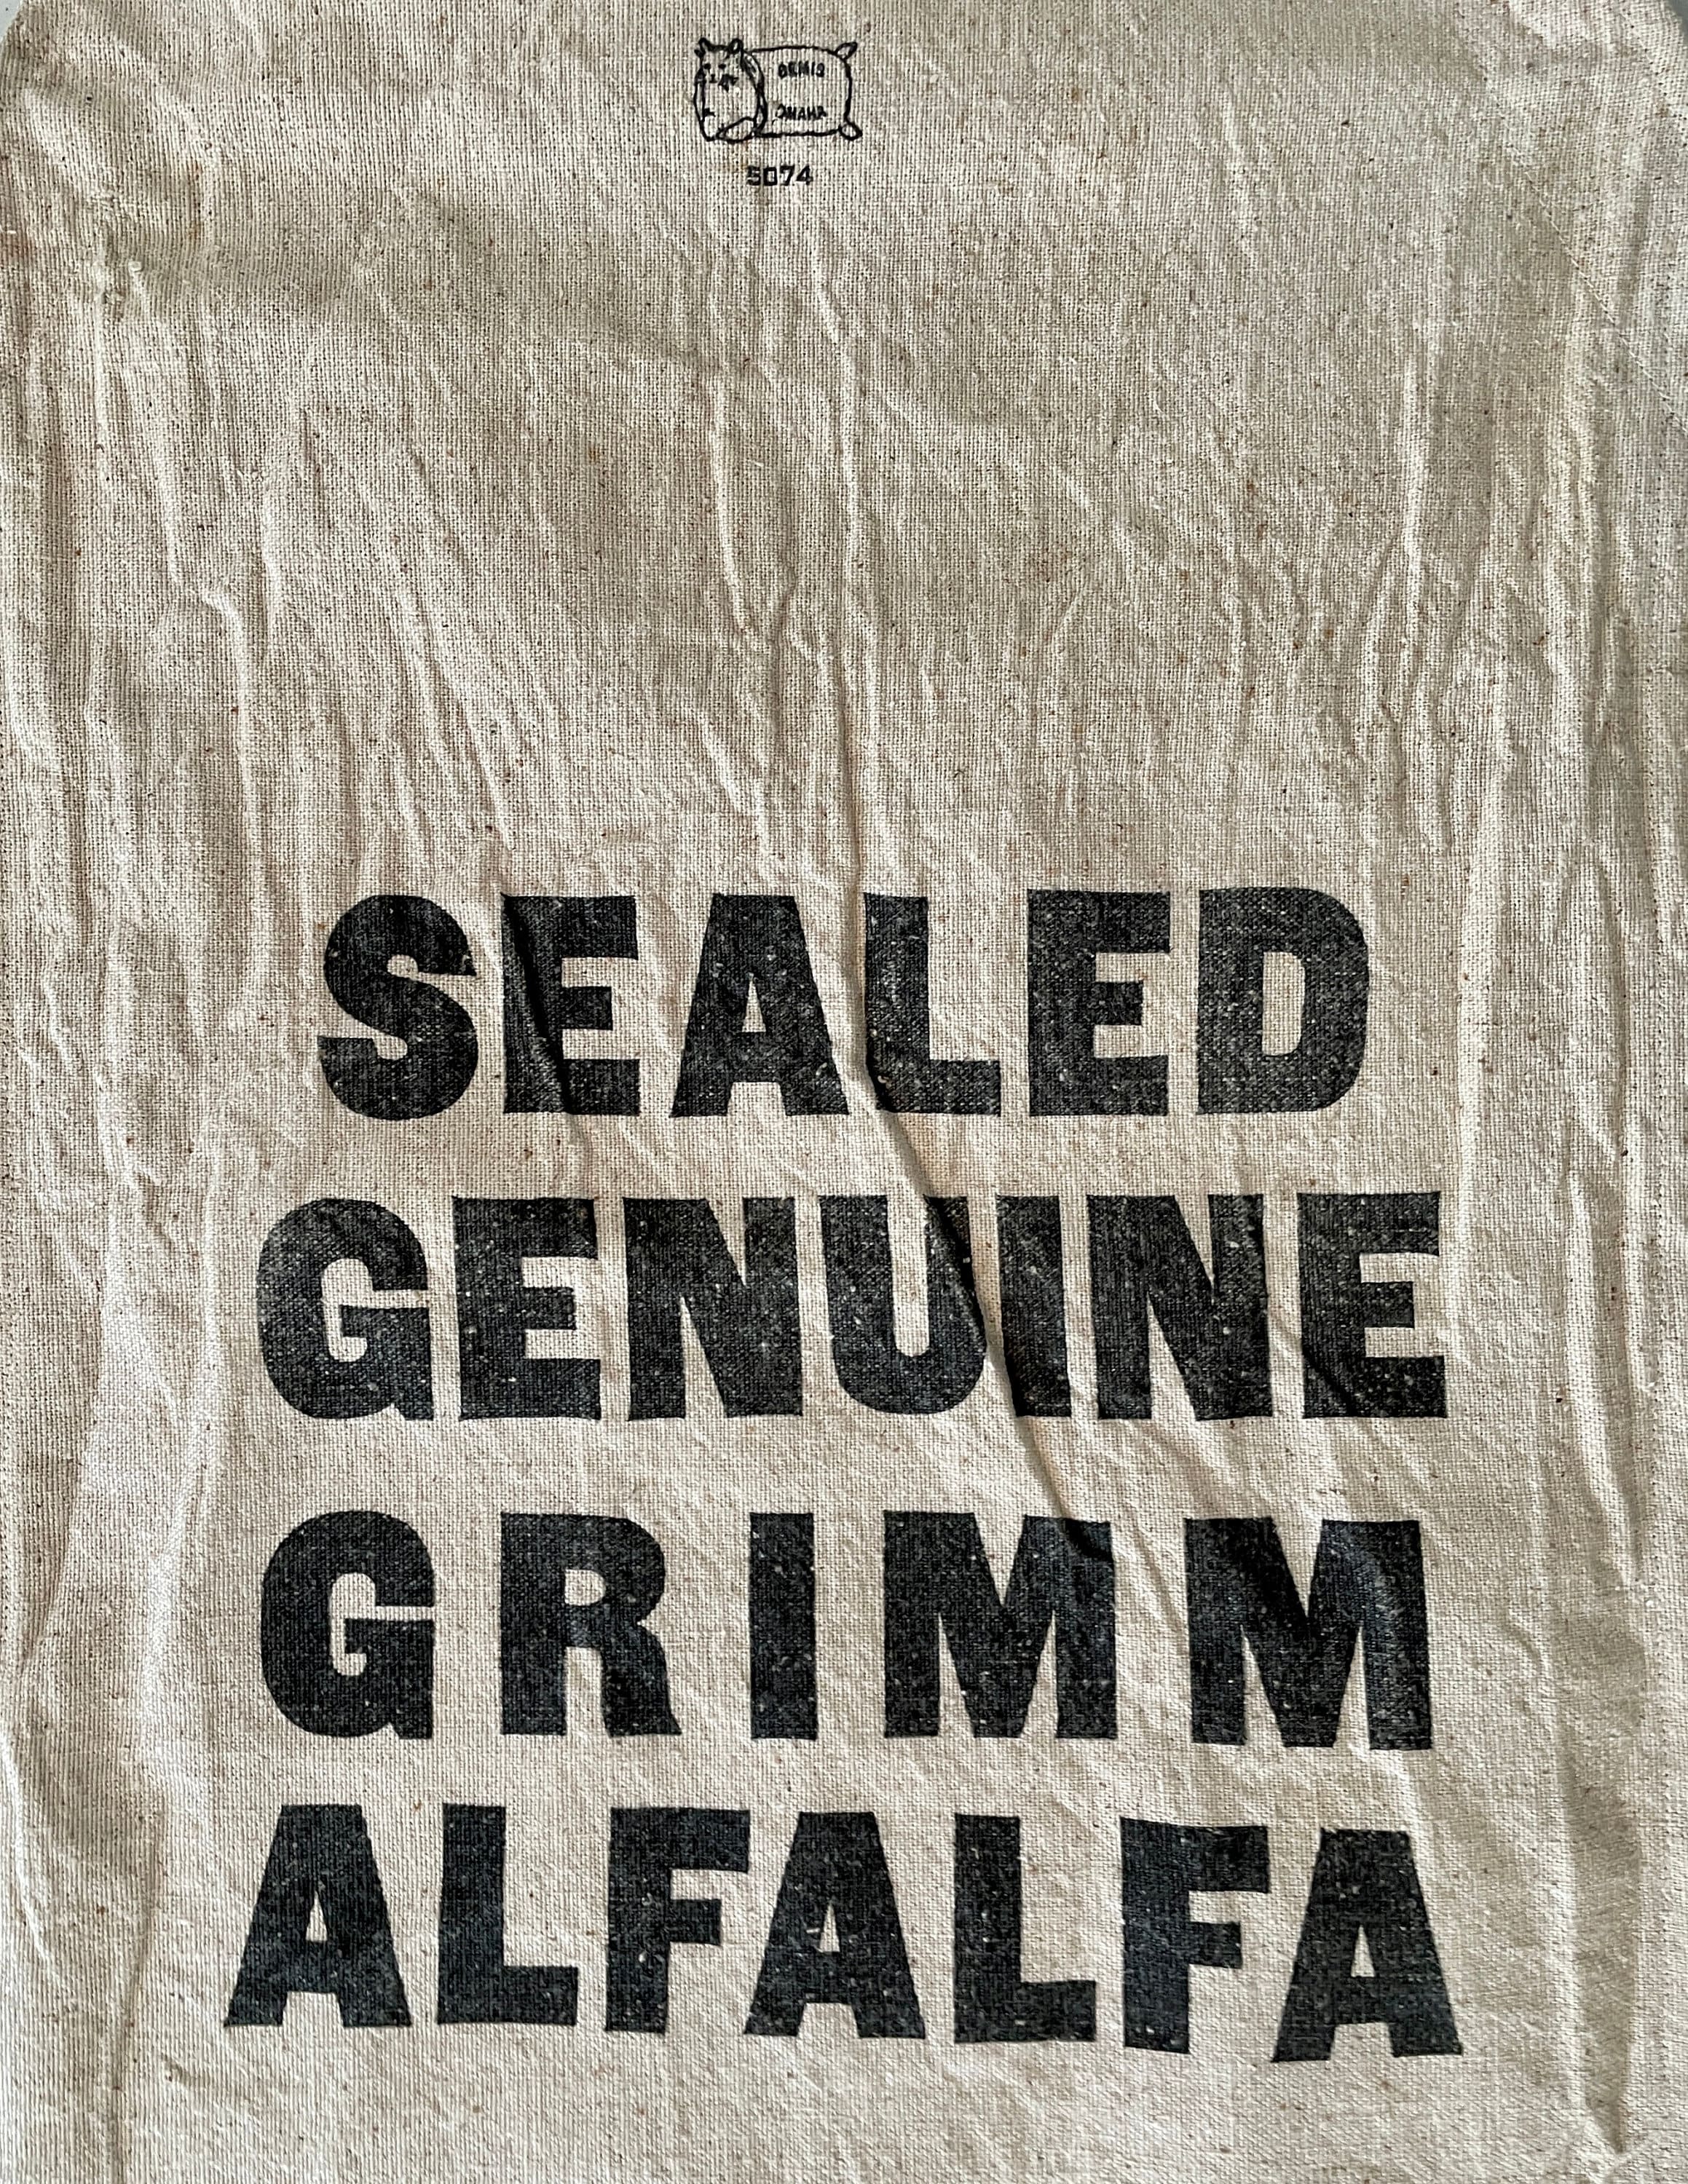 BEMIS
OMAHA
5074
SEALED
GENUINE
GRIMM
ALFALFA